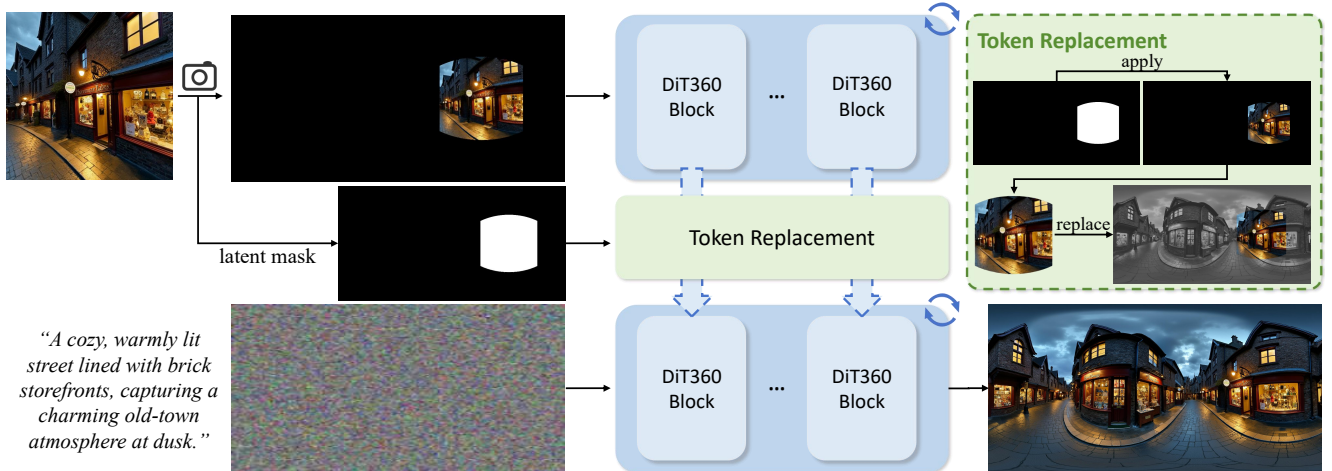 DiT360
Block
...
DiT360
Block
Token Replacement
apply
replace
latent mask
Token Replacement
“A cozy, warmly lit
street lined with brick
storefronts, capturing a
charming old-town
atmosphere at dusk.”
DiT360
Block
...
DiT360
Block